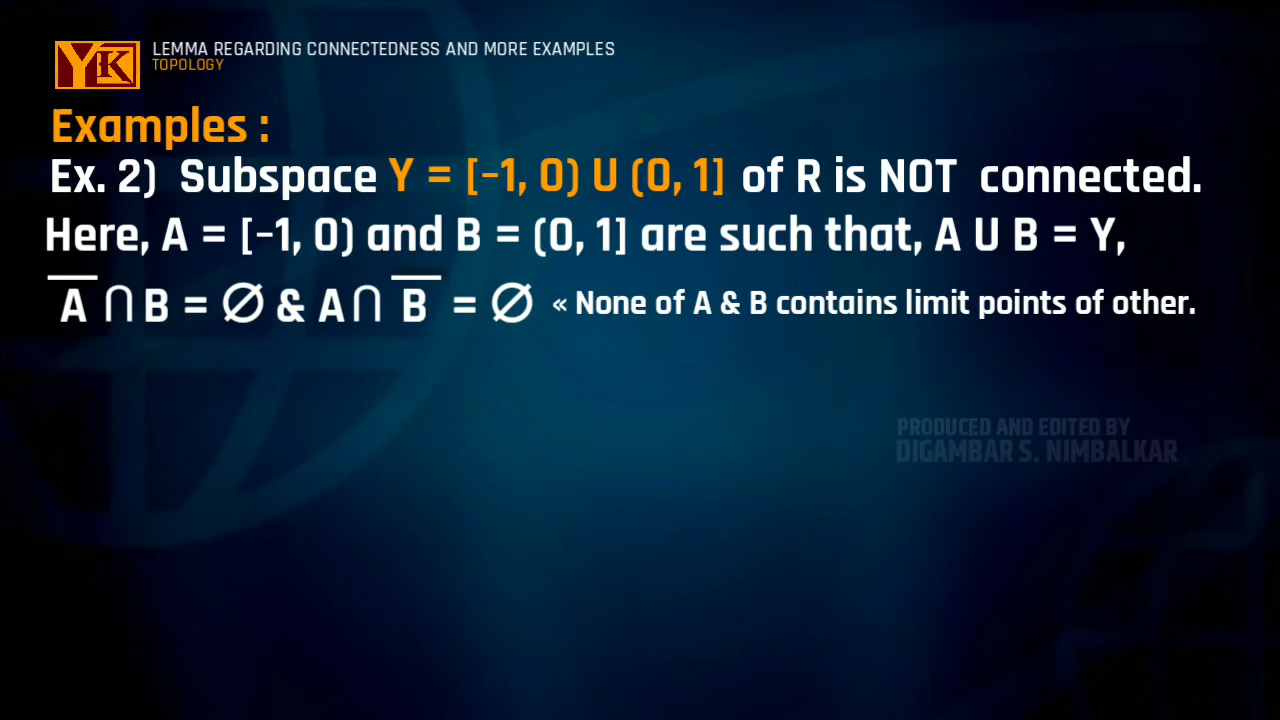 YK
LEMMA REGARDING CONNECTEDNESS AND MORE EXAMPLES
TOPOLOGY
Examples :
Ex. 2) Subspace Y = [-1, 0) U (0, 1] of R is NOT connected.
Here, A = [-1, 0) and B = (0, 1] are such that, A U B = Y,
A̅ ∩ B = ∅ & A ∩ B̅ = ∅ « None of A & B contains limit points of other.
PRODUCED AND EDITED BY
DIGAMBAR S. NIMBALKAR